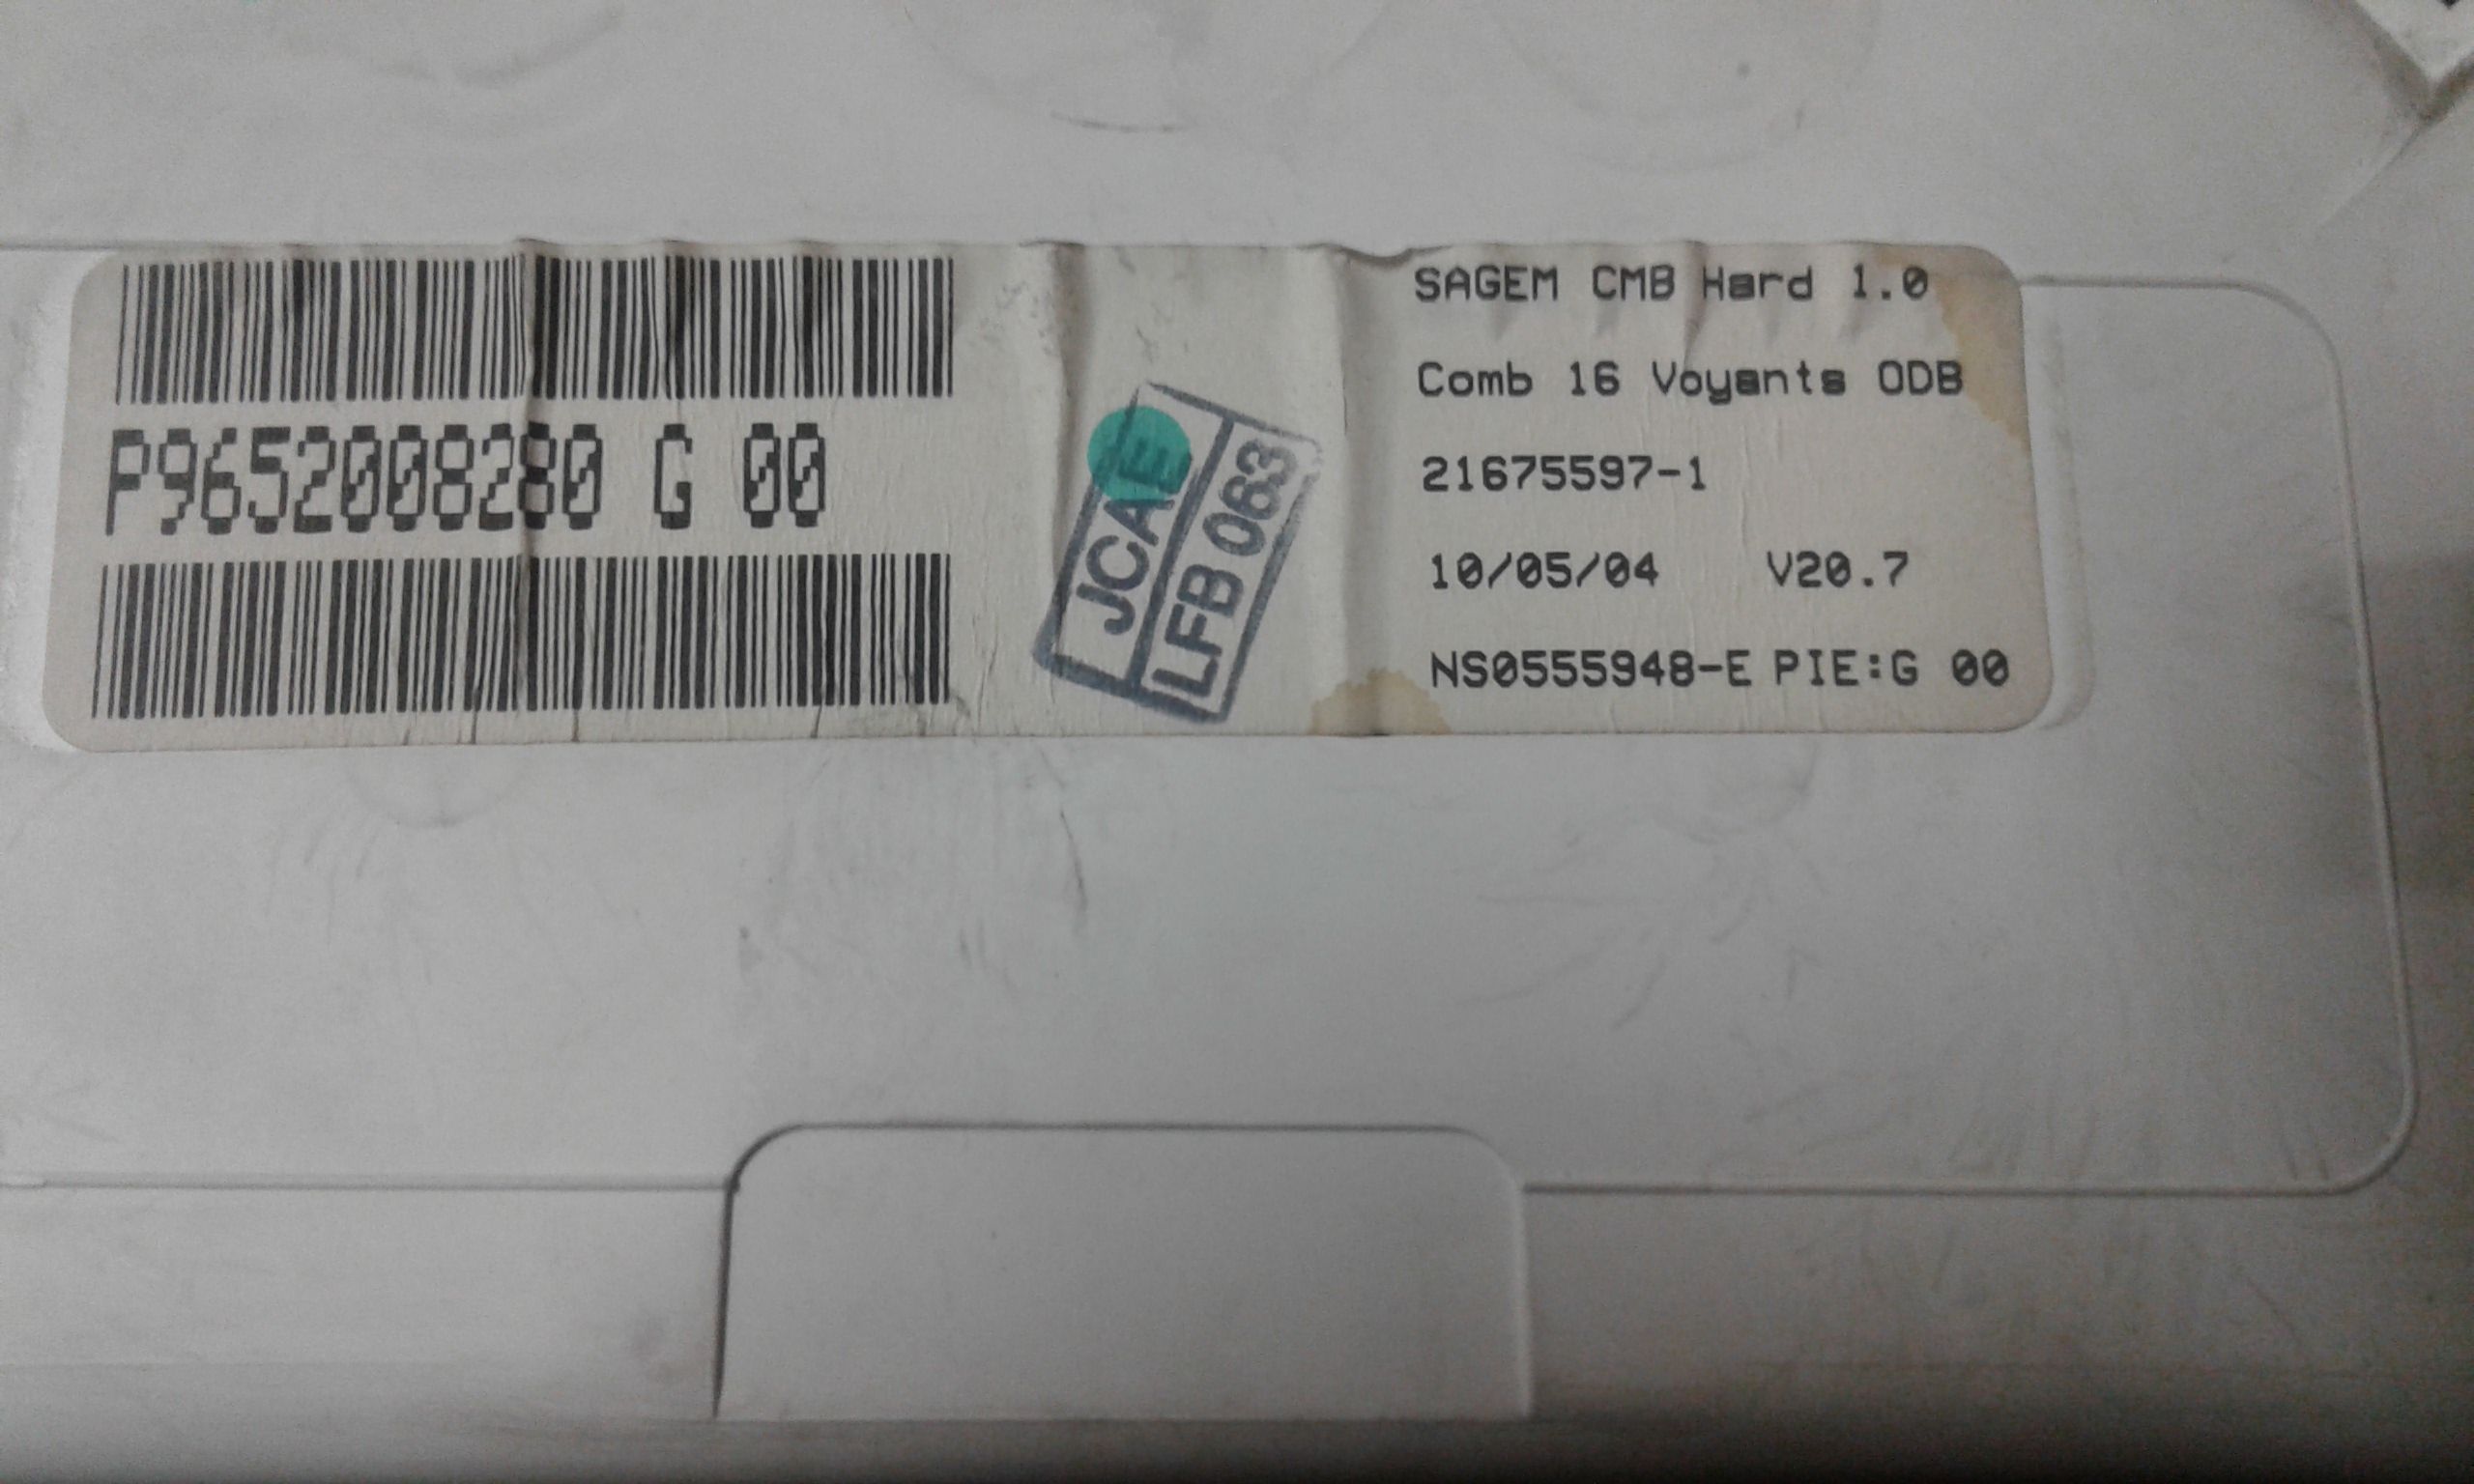 P9652008280 G 00
JCAE
LFB 063
SAGEM CMB Hard 1.0
Comb 16 Voyants ODB
21675597-1
10/05/04 V20.7
NS0555948-E PIE:G 00